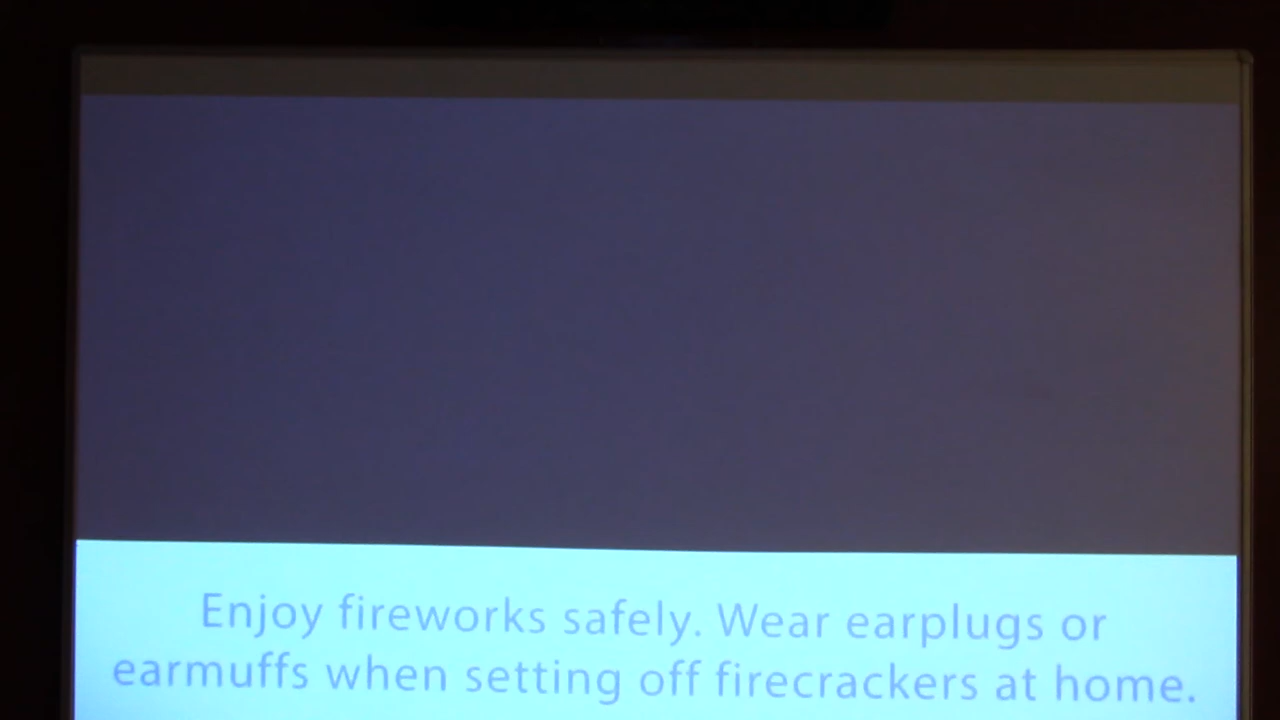 Enjoy fireworks safely. Wear earplugs or
earmuffs when setting off firecrackers at home.